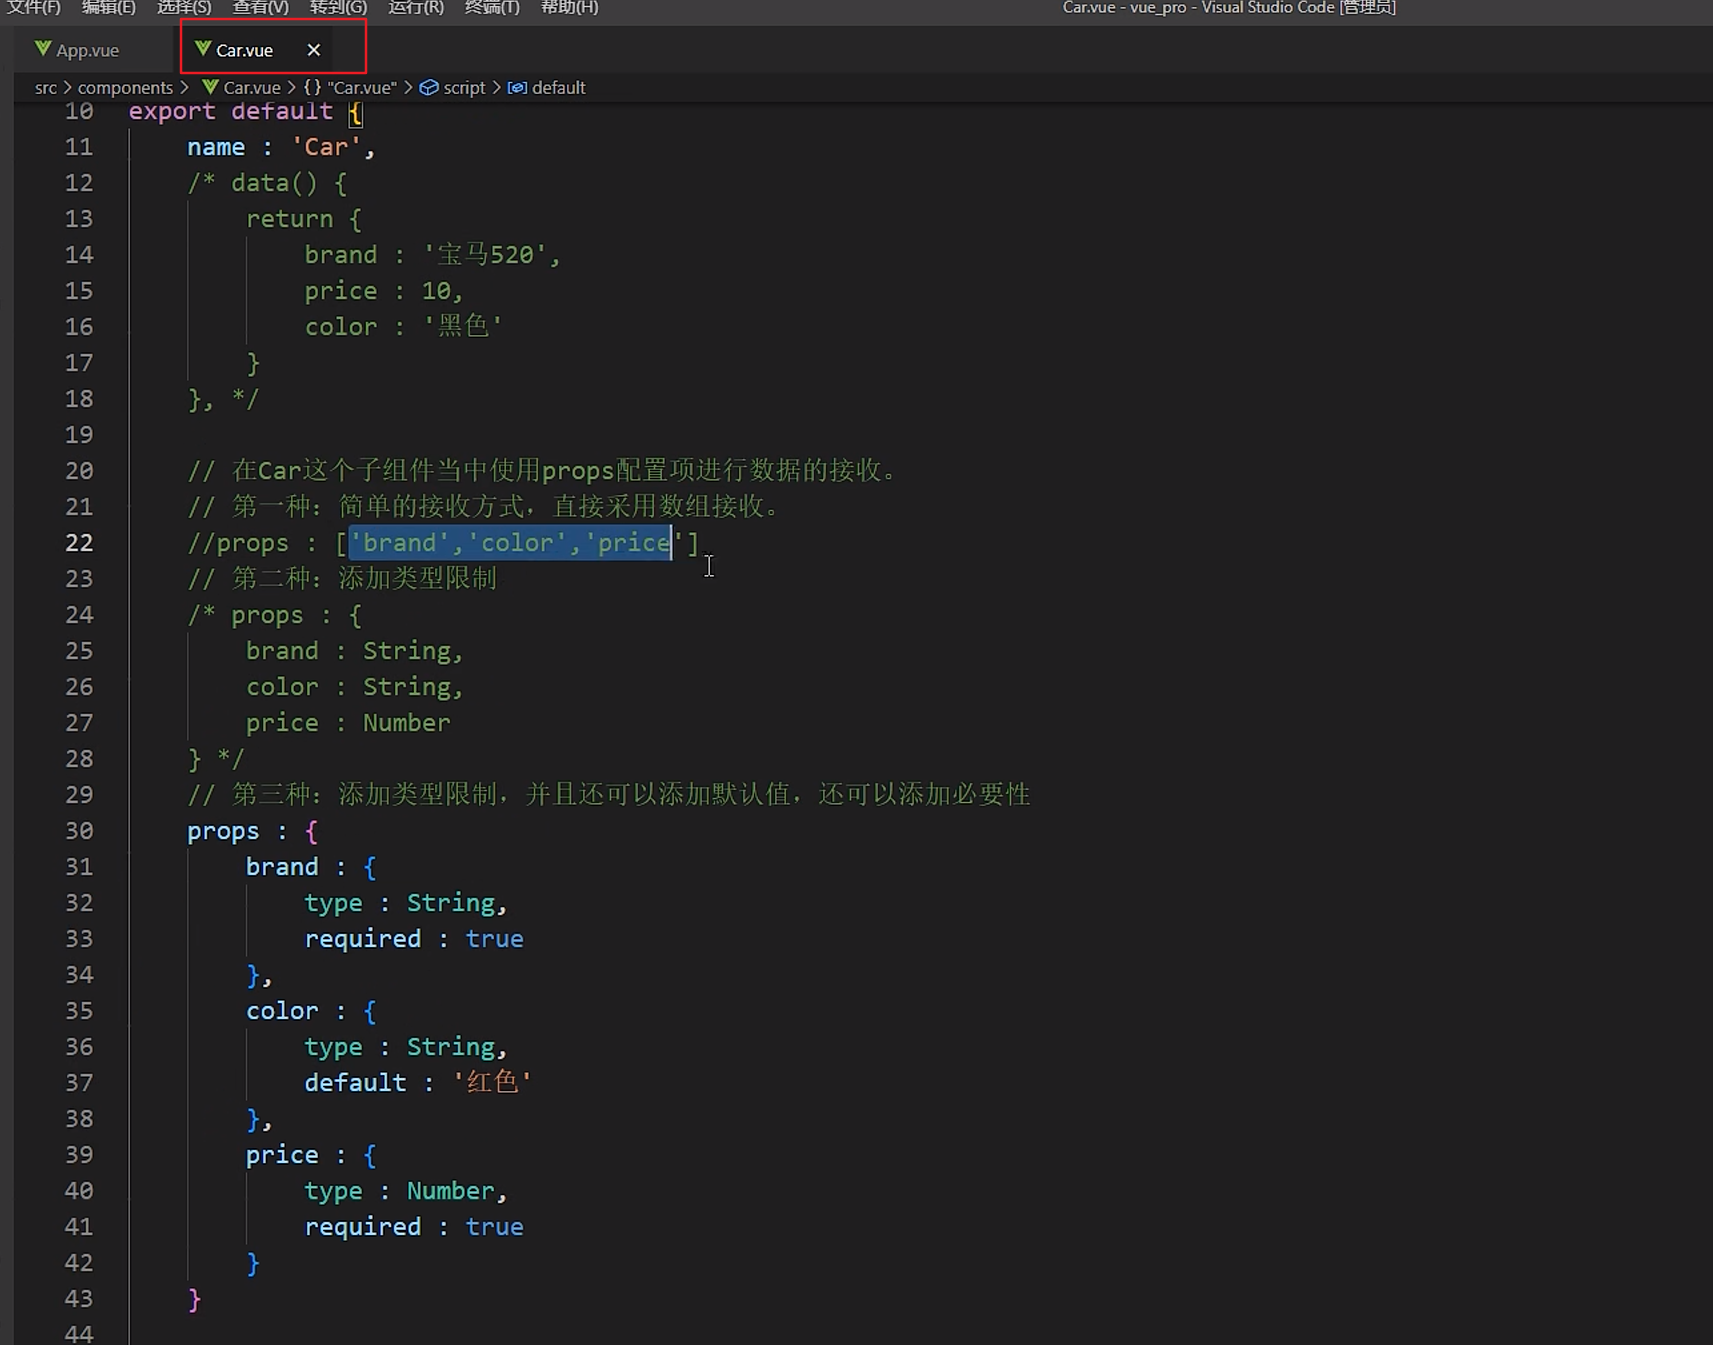 文件(F) 编辑(E) 选择(S) 查看(V) 转到(G) 运行(R) 终端(T) 帮助(H) Car.vue - vue_pro - Visual Studio Code [管理员]
App.vue Car.vue ×
src > components > Car.vue > {} "Car.vue" > script > default
10 export default {
11 name : 'Car',
12 /* data() {
13 return {
14 brand : '宝马520',
15 price : 10,
16 color : '黑色'
17 }
18 }, */
19
20 // 在Car这个子组件当中使用props配置项进行数据的接收。
21 // 第一种：简单的接收方式，直接采用数组接收。
22 //props : ['brand','color','price']
23 // 第二种：添加类型限制
24 /* props : {
25 brand : String,
26 color : String,
27 price : Number
28 } */
29 // 第三种：添加类型限制，并且还可以添加默认值，还可以添加必要性
30 props : {
31 brand : {
32 type : String,
33 required : true
34 },
35 color : {
36 type : String,
37 default : '红色'
38 },
39 price : {
40 type : Number,
41 required : true
42 }
43 }
44